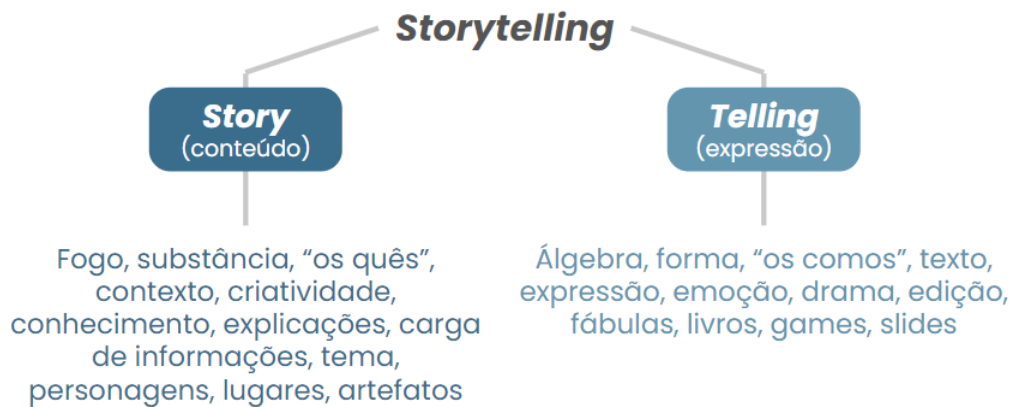 Storytelling
Story
(conteúdo)
Fogo, substância, “os quês”,
contexto, criatividade,
conhecimento, explicações, carga
de informações, tema,
personagens, lugares, artefatos
Telling
(expressão)
Álgebra, forma, “os comos”, texto,
expressão, emoção, drama, edição,
fábulas, livros, games, slides